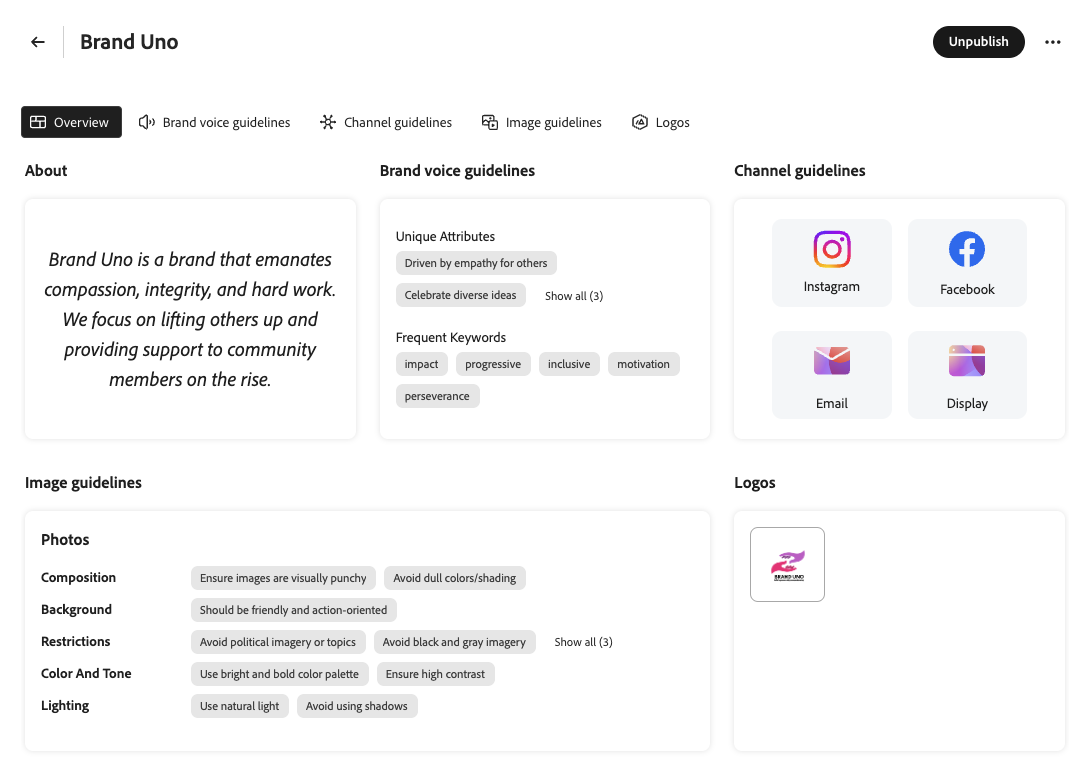 Brand Uno
Unpublish
Overview
Brand voice guidelines
Channel guidelines
Image guidelines
Logos
About
Brand Uno is a brand that emanates
compassion, integrity, and hard work.
We focus on lifting others up and
providing support to community
members on the rise.
Brand voice guidelines
Unique Attributes
Driven by empathy for others
Celebrate diverse ideas
Show all (3)
Frequent Keywords
impact
progressive
inclusive
motivation
perseverance
Channel guidelines
Instagram
Facebook
Email
Display
Image guidelines
Photos
Composition
Ensure images are visually punchy
Avoid dull colors/shading
Background
Should be friendly and action-oriented
Restrictions
Avoid political imagery or topics
Avoid black and gray imagery
Show all (3)
Color And Tone
Use bright and bold color palette
Ensure high contrast
Lighting
Use natural light
Avoid using shadows
Logos
BRAND UNO